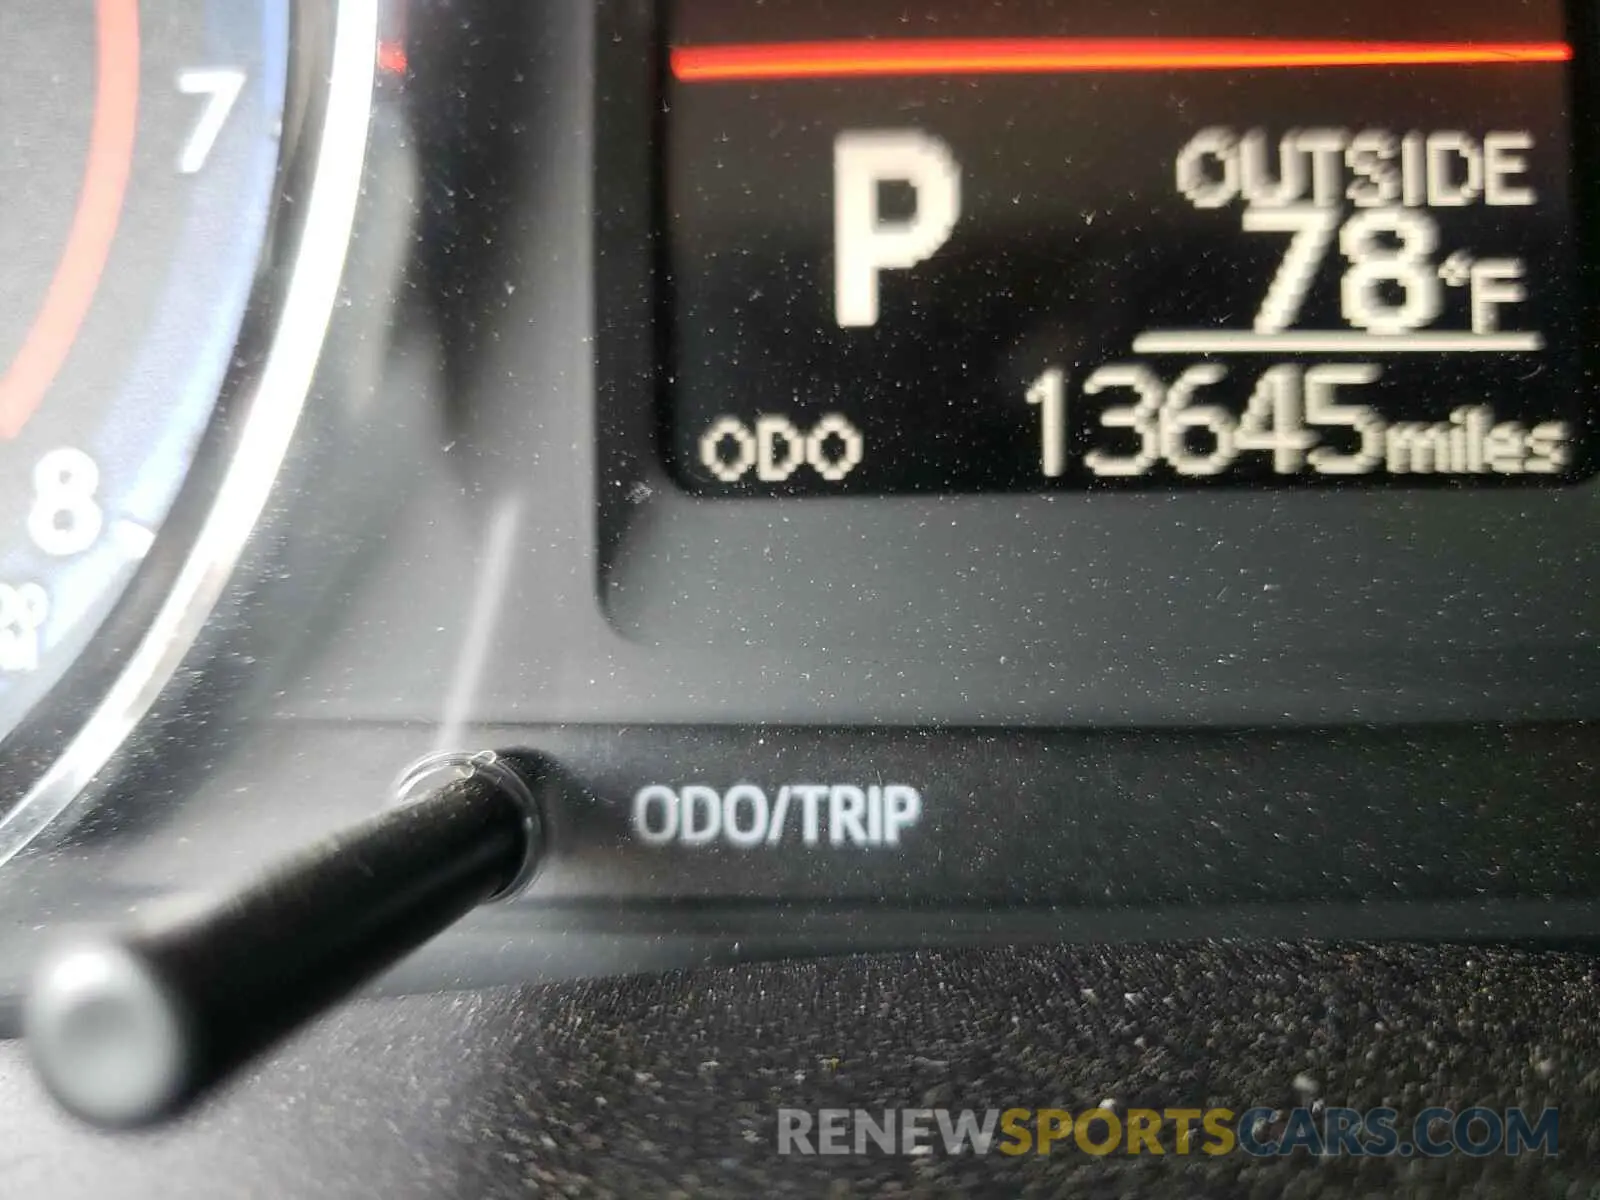 7
8
P
OUTSIDE
78°F
ODO 13645miles
ODO/TRIP
RENEWSPORTSCARS.COM